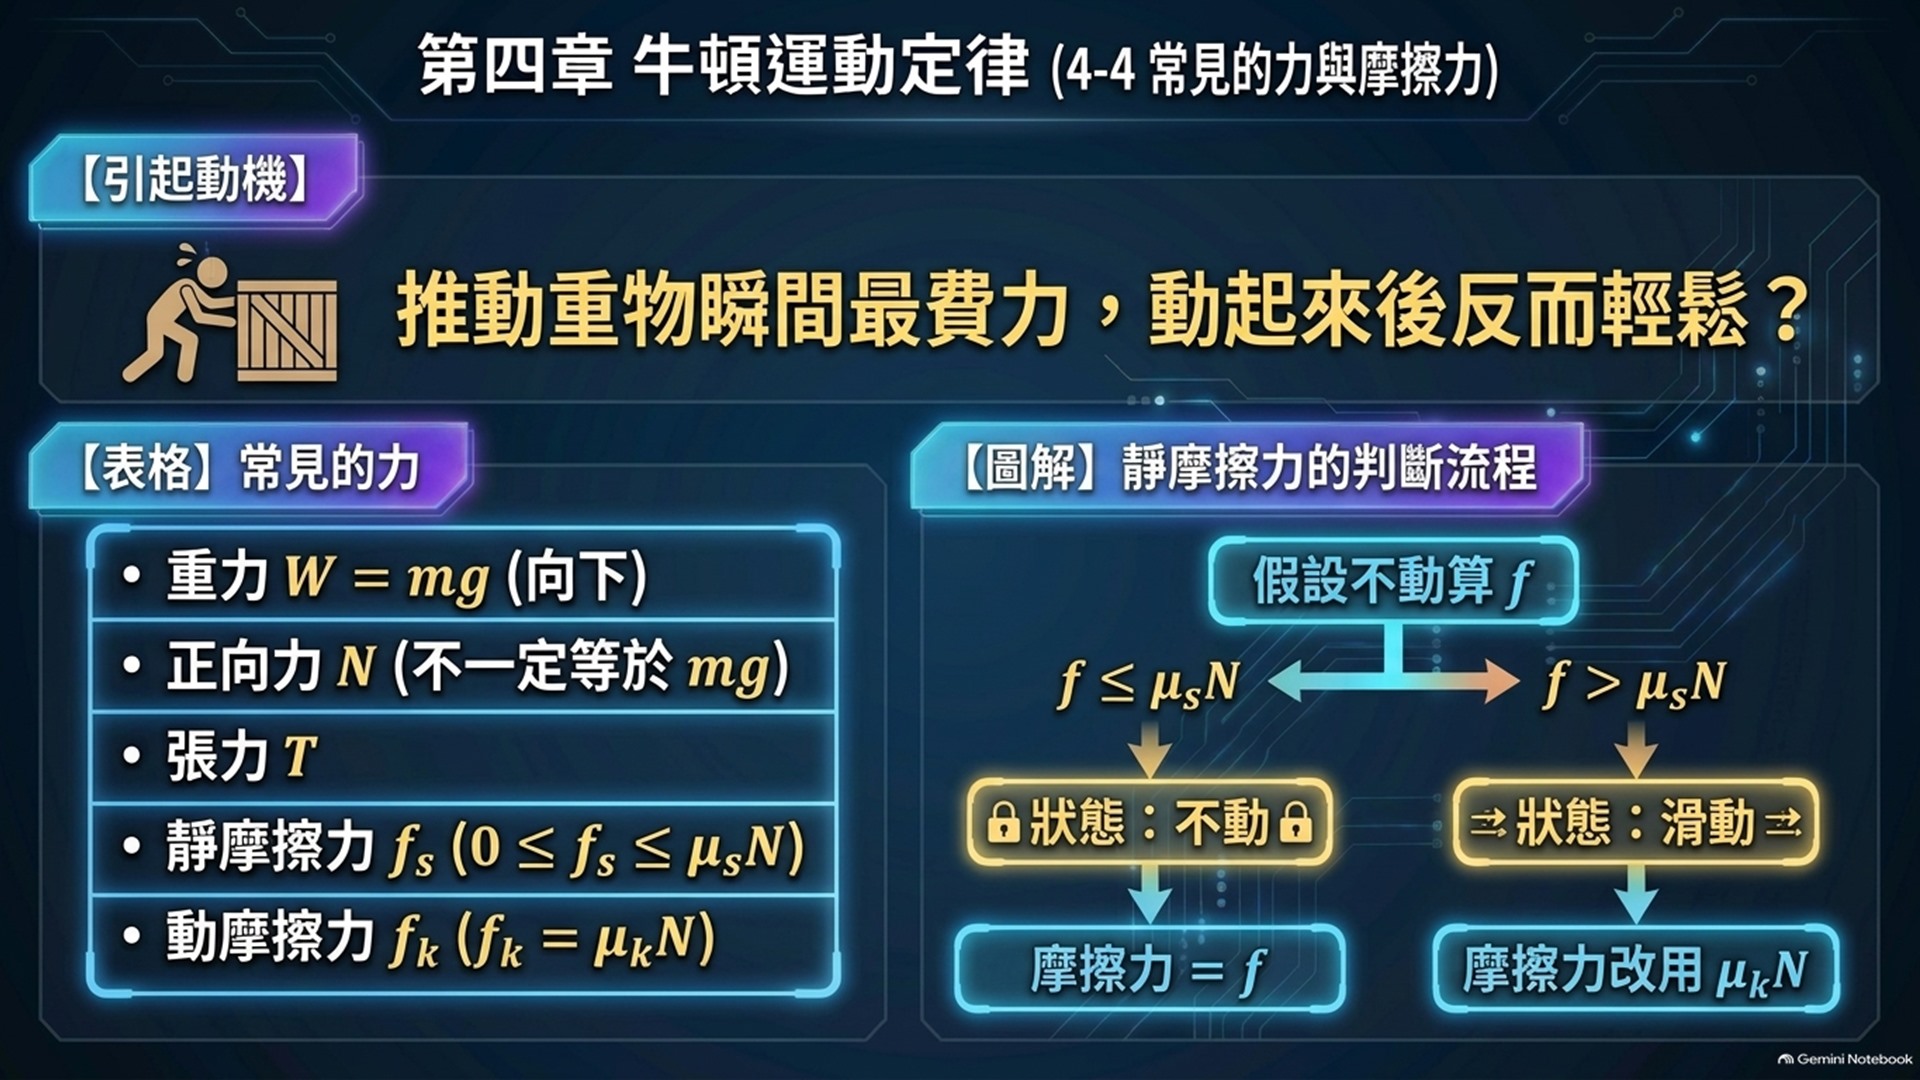 第四章 牛頓運動定律 (4-4 常見的力與摩擦力)
【引起動機】
推動重物瞬間最費力，動起來後反而輕鬆？
【表格】常見的力
• 重力 W = mg (向下)
• 正向力 N (不一定等於 mg)
• 張力 T
• 靜摩擦力 fₛ (0 ≤ fₛ ≤ μₛN)
• 動摩擦力 fₖ (fₖ = μₖN)
【圖解】靜摩擦力的判斷流程
假設不動算 f
f ≤ μₛN
f > μₛN
狀態：不動
狀態：滑動
摩擦力 = f
摩擦力改用 μₖN
Gemini Notebook